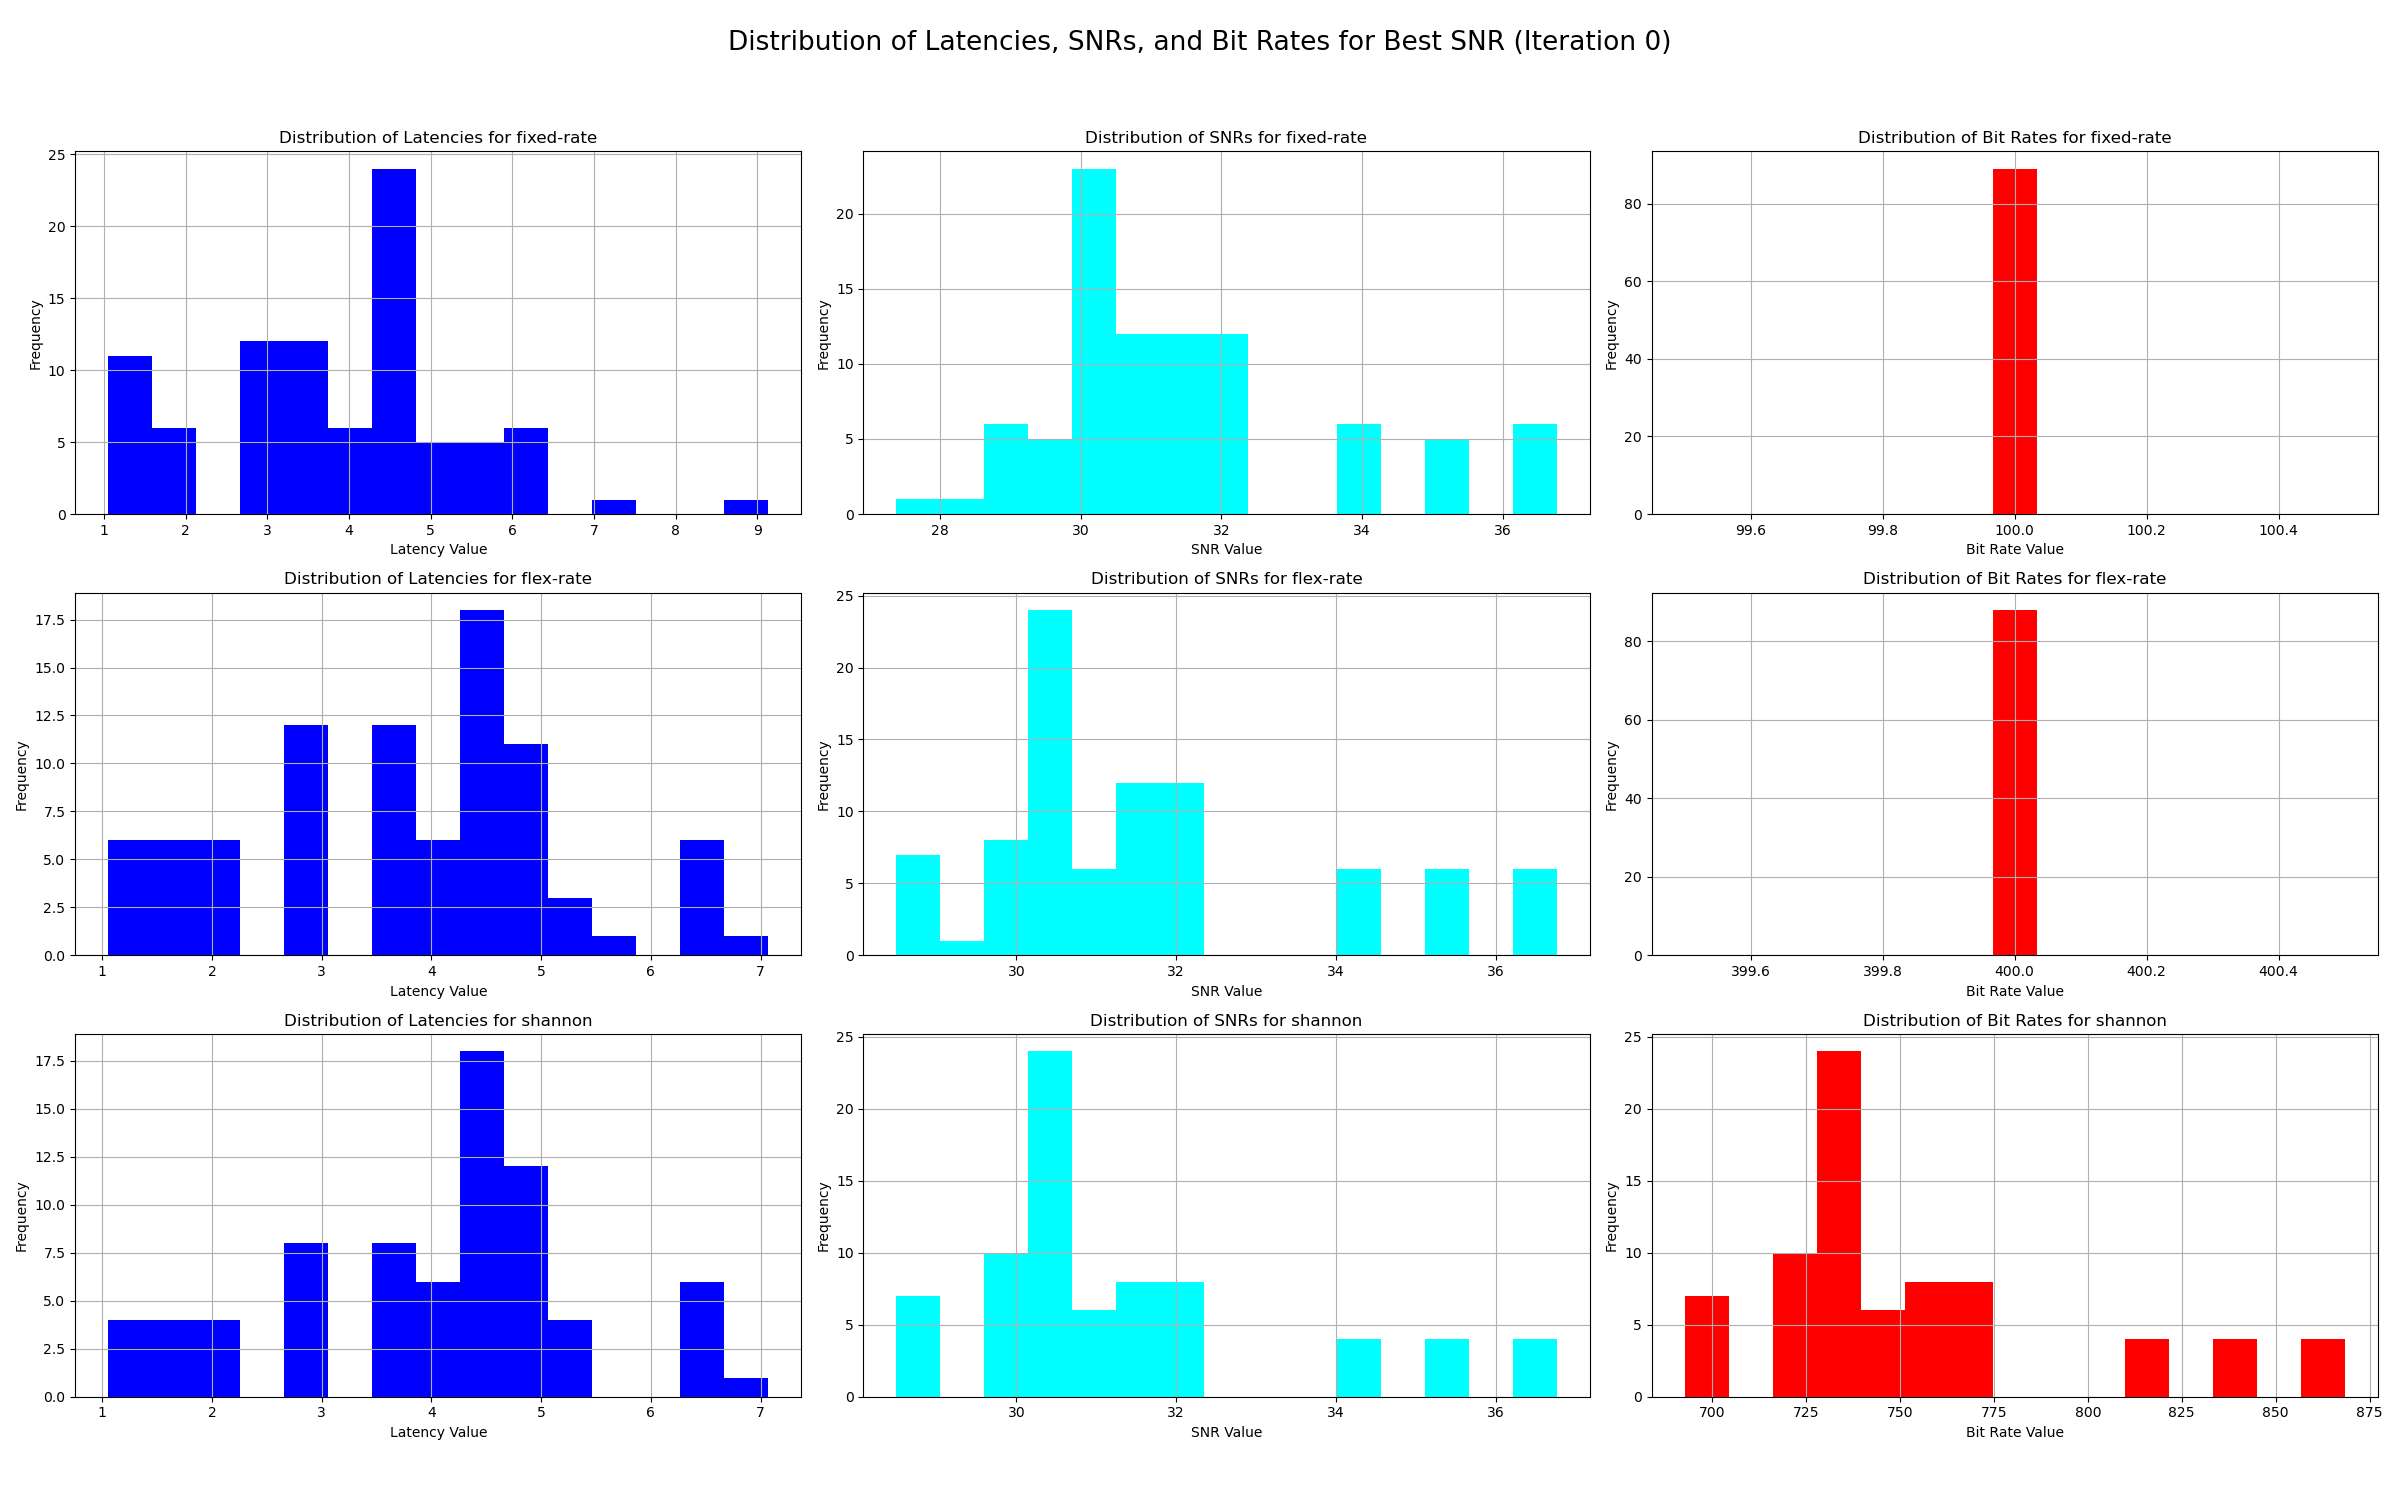 Distribution of Latencies, SNRs, and Bit Rates for Best SNR (Iteration 0)
Distribution of Latencies for fixed-rate
Frequency
25
20
15
10
5
0
1 2 3 4 5 6 7 8 9
Latency Value
Distribution of SNRs for fixed-rate
Frequency
20
15
10
5
0
28 30 32 34 36
SNR Value
Distribution of Bit Rates for fixed-rate
Frequency
80
60
40
20
0
99.6 99.8 100.0 100.2 100.4
Bit Rate Value
Distribution of Latencies for flex-rate
Frequency
17.5
15.0
12.5
10.0
7.5
5.0
2.5
0.0
1 2 3 4 5 6 7
Latency Value
Distribution of SNRs for flex-rate
Frequency
25
20
15
10
5
0
30 32 34 36
SNR Value
Distribution of Bit Rates for flex-rate
Frequency
80
60
40
20
0
399.6 399.8 400.0 400.2 400.4
Bit Rate Value
Distribution of Latencies for shannon
Frequency
17.5
15.0
12.5
10.0
7.5
5.0
2.5
0.0
1 2 3 4 5 6 7
Latency Value
Distribution of SNRs for shannon
Frequency
25
20
15
10
5
0
30 32 34 36
SNR Value
Distribution of Bit Rates for shannon
Frequency
25
20
15
10
5
0
700 725 750 775 800 825 850 875
Bit Rate Value